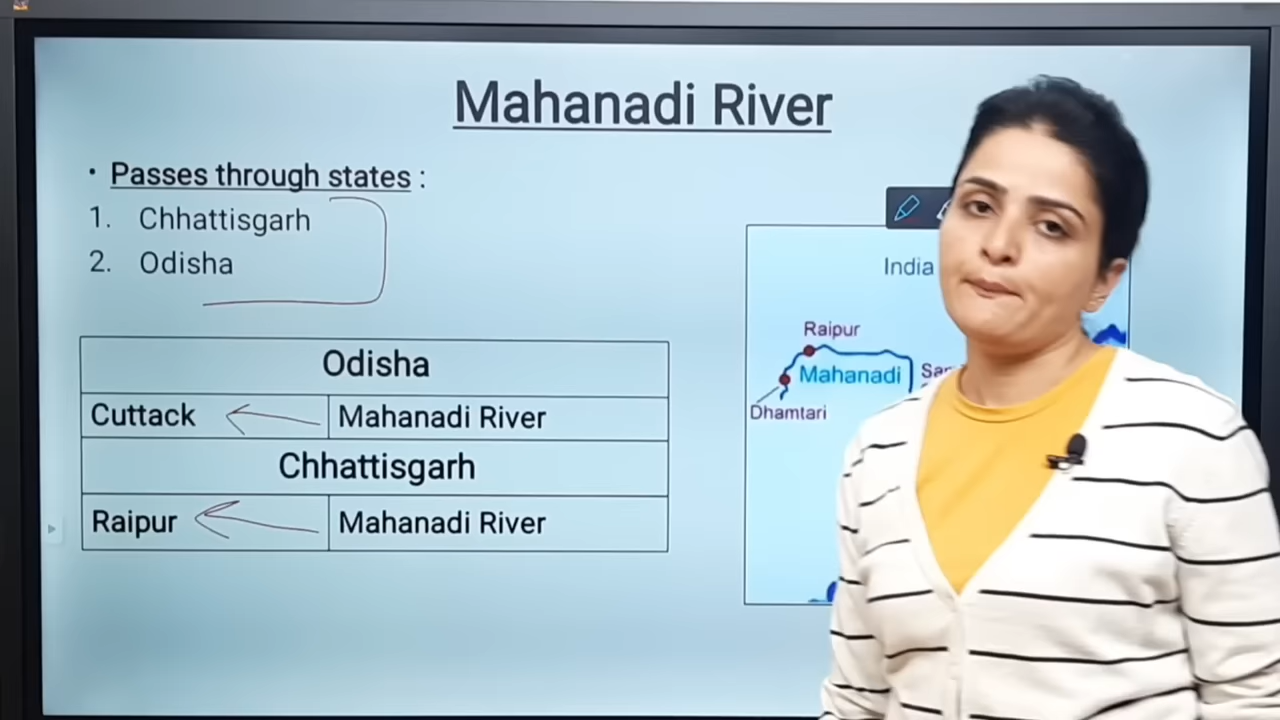 Mahanadi River
• Passes through states :
1. Chhattisgarh
2. Odisha
Odisha
Cuttack Mahanadi River
Chhattisgarh
Raipur Mahanadi River
India
Raipur
Mahanadi
Dhamtari